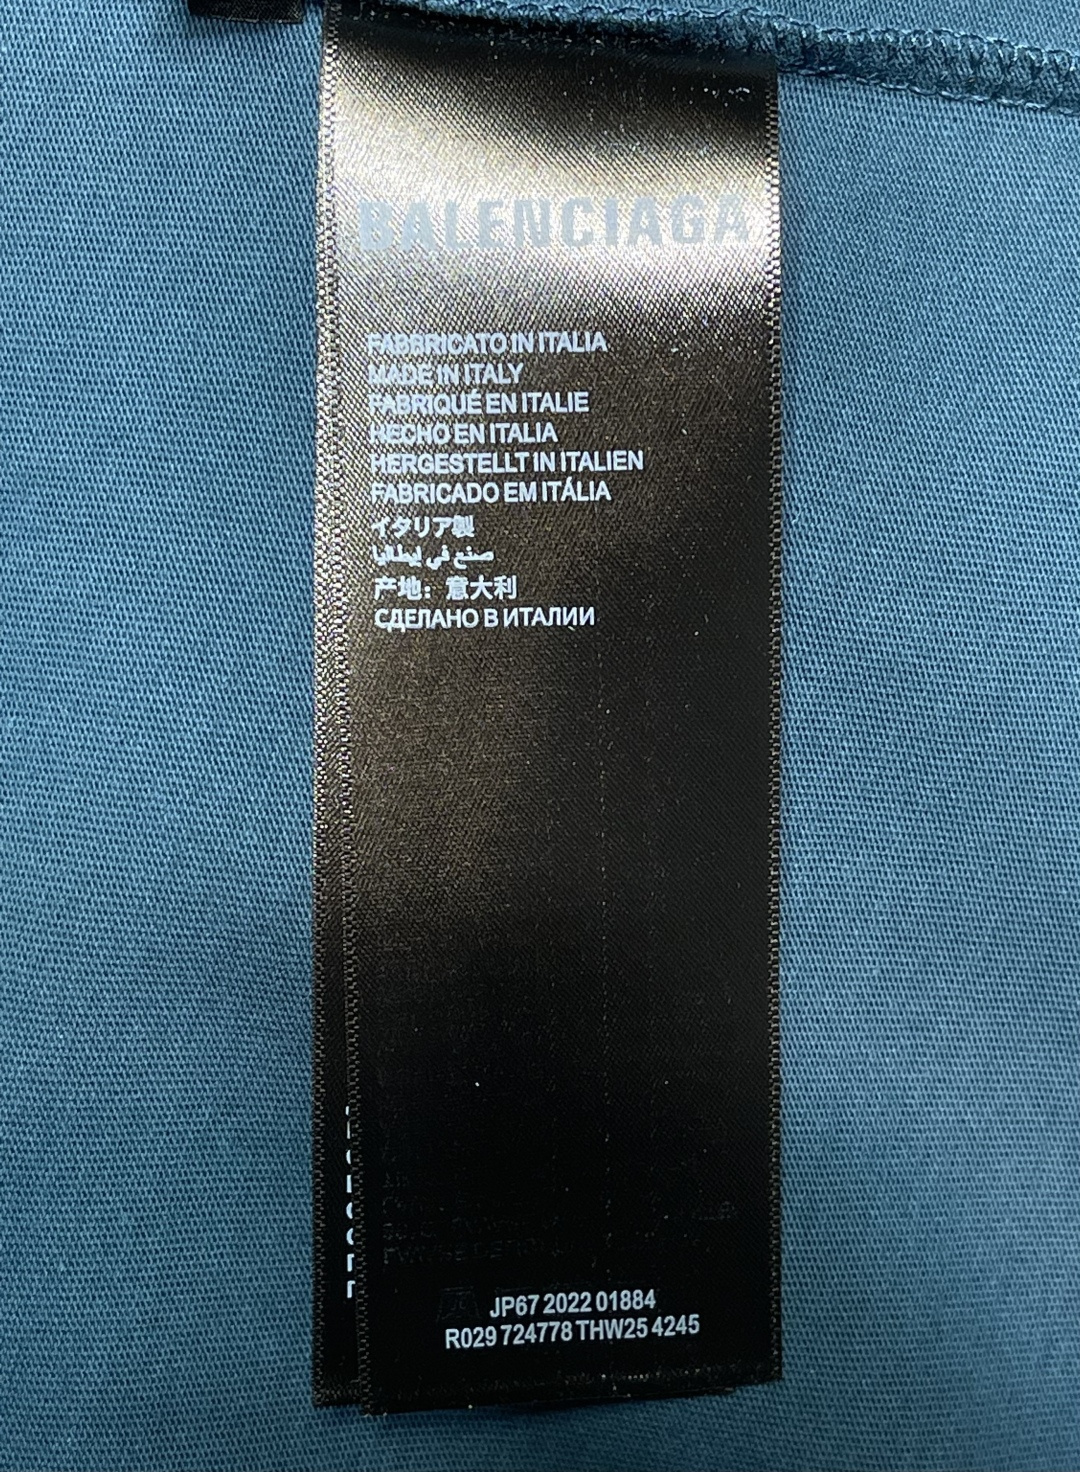 BALENCIAGA
FABBRICATO IN ITALIA
MADE IN ITALY
FABRIQUÉ EN ITALIE
HECHO EN ITALIA
HERGESTELLT IN ITALIEN
FABRICADO EM ITÁLIA
イタリア製
صنع في إيطاليا
产地：意大利
СДЕЛАНО В ИТАЛИИ
JP67 2022 01884
R029 724778 THW25 4245